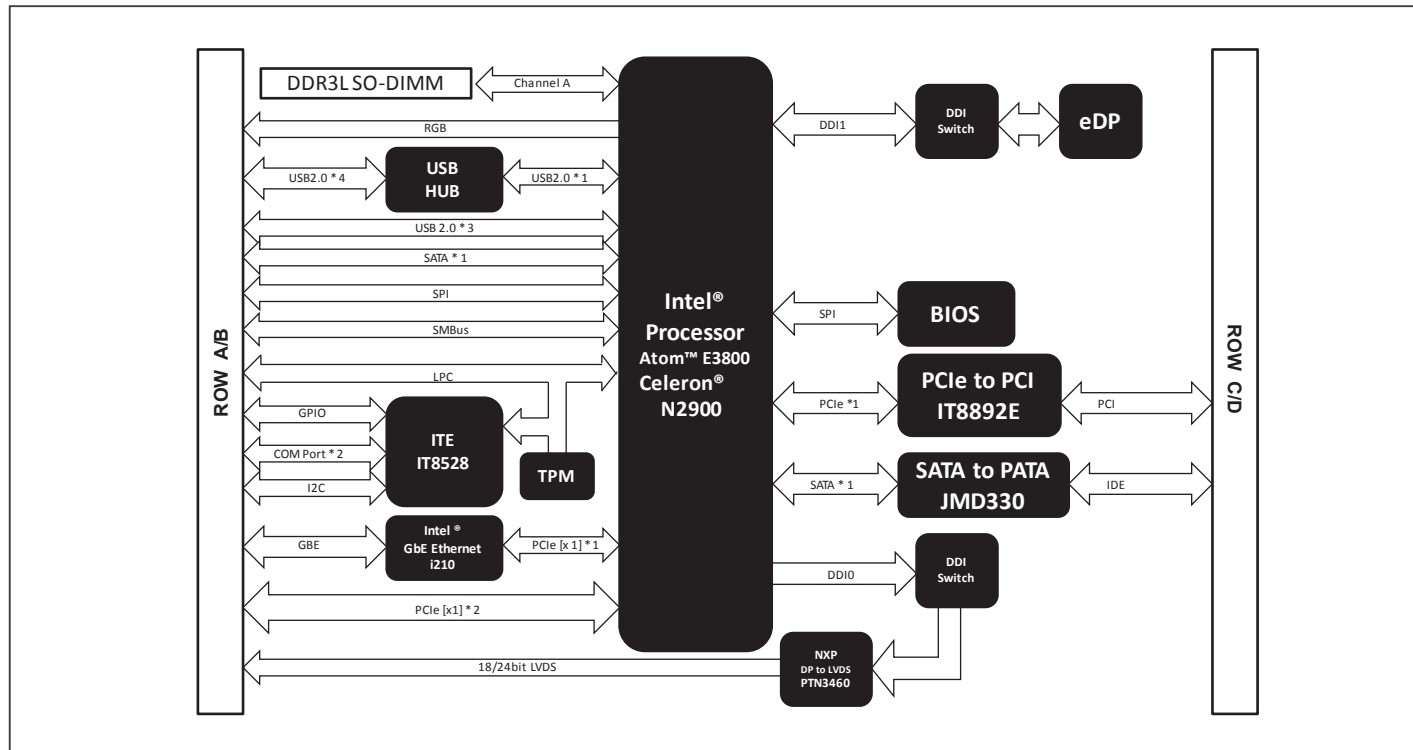 DDR3L SO-DIMM
Channel A
RGB
USB2.0 * 4
USB
HUB
USB2.0 * 1
USB 2.0 * 3
SATA * 1
SPI
SMBus
LPC
GPIO
COM Port * 2
I2C
ITE
IT8528
TPM
GBE
Intel ®
GbE Ethernet
i210
PCIe [x 1] * 1
PCIe [x1] * 2
18/24bit LVDS
ROW A/B
Intel®
Processor
Atom™ E3800
Celeron®
N2900
DDI1
DDI
Switch
eDP
SPI
BIOS
PCIe *1
PCIe to PCI
IT8892E
PCI
SATA * 1
SATA to PATA
JMD330
IDE
DDI0
DDI
Switch
NXP
DP to LVDS
PTN3460
ROW C/D